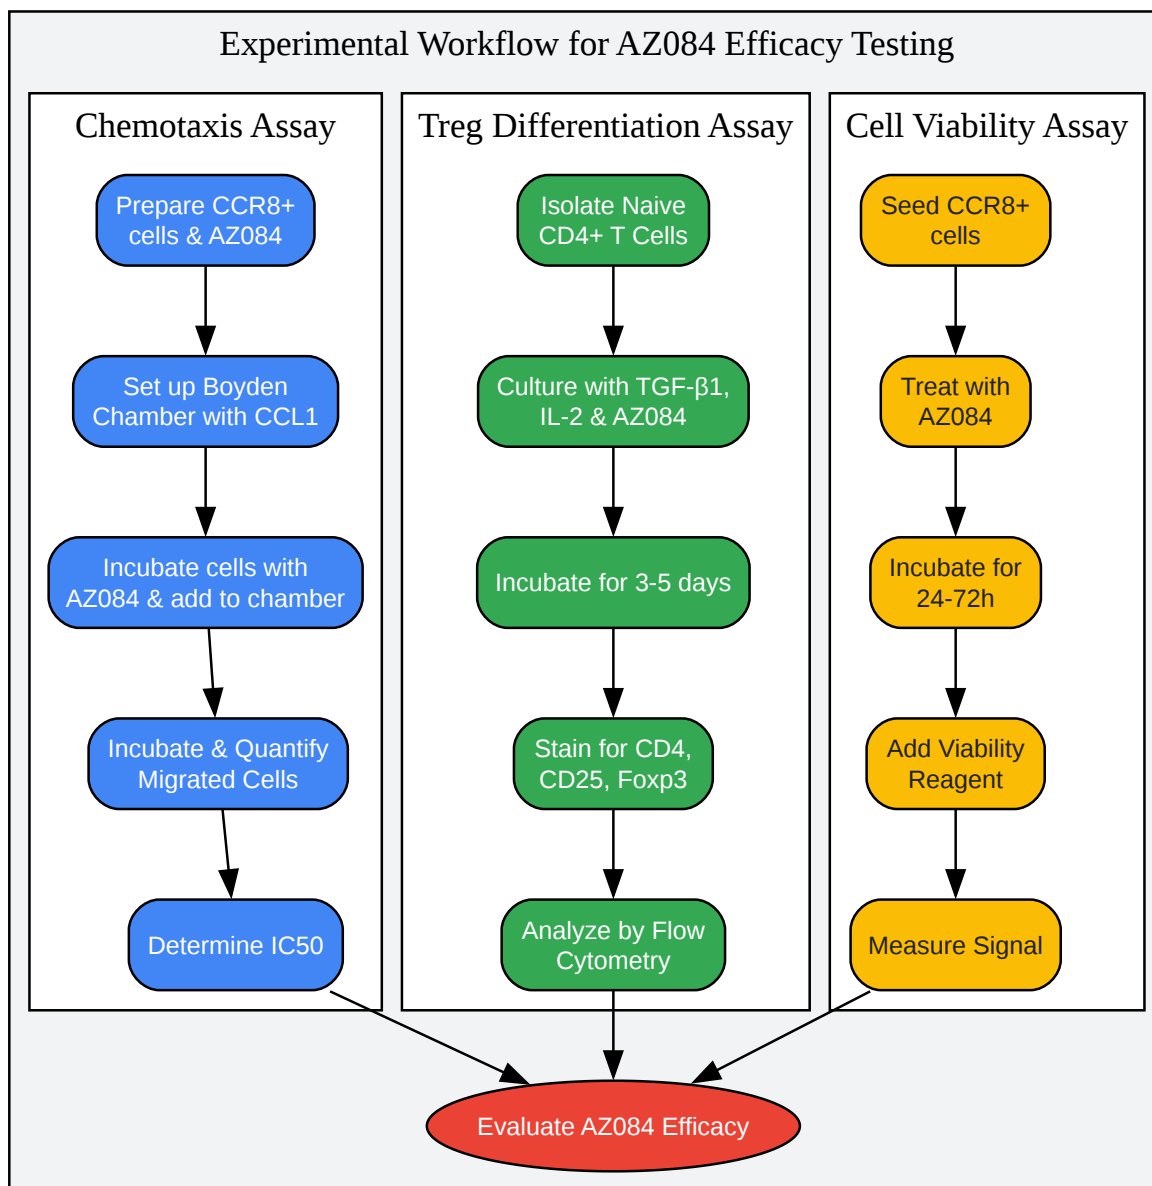 Experimental Workflow for AZ084 Efficacy Testing
Chemotaxis Assay
Prepare CCR8+
cells & AZ084
Set up Boyden
Chamber with CCL1
Incubate cells with
AZ084 & add to chamber
Incubate & Quantify
Migrated Cells
Determine IC50
Treg Differentiation Assay
Isolate Naive
CD4+ T Cells
Culture with TGF-β1,
IL-2 & AZ084
Incubate for 3-5 days
Stain for CD4,
CD25, Foxp3
Analyze by Flow
Cytometry
Cell Viability Assay
Seed CCR8+
cells
Treat with
AZ084
Incubate for
24-72h
Add Viability
Reagent
Measure Signal
Evaluate AZ084 Efficacy